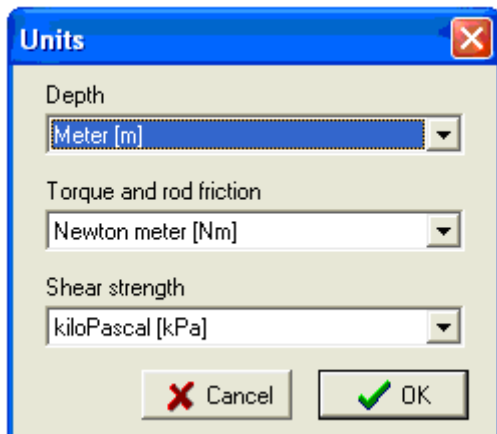 Units
Depth
Meter [m]
Torque and rod friction
Newton meter [Nm]
Shear strength
kiloPascal [kPa]
Cancel OK